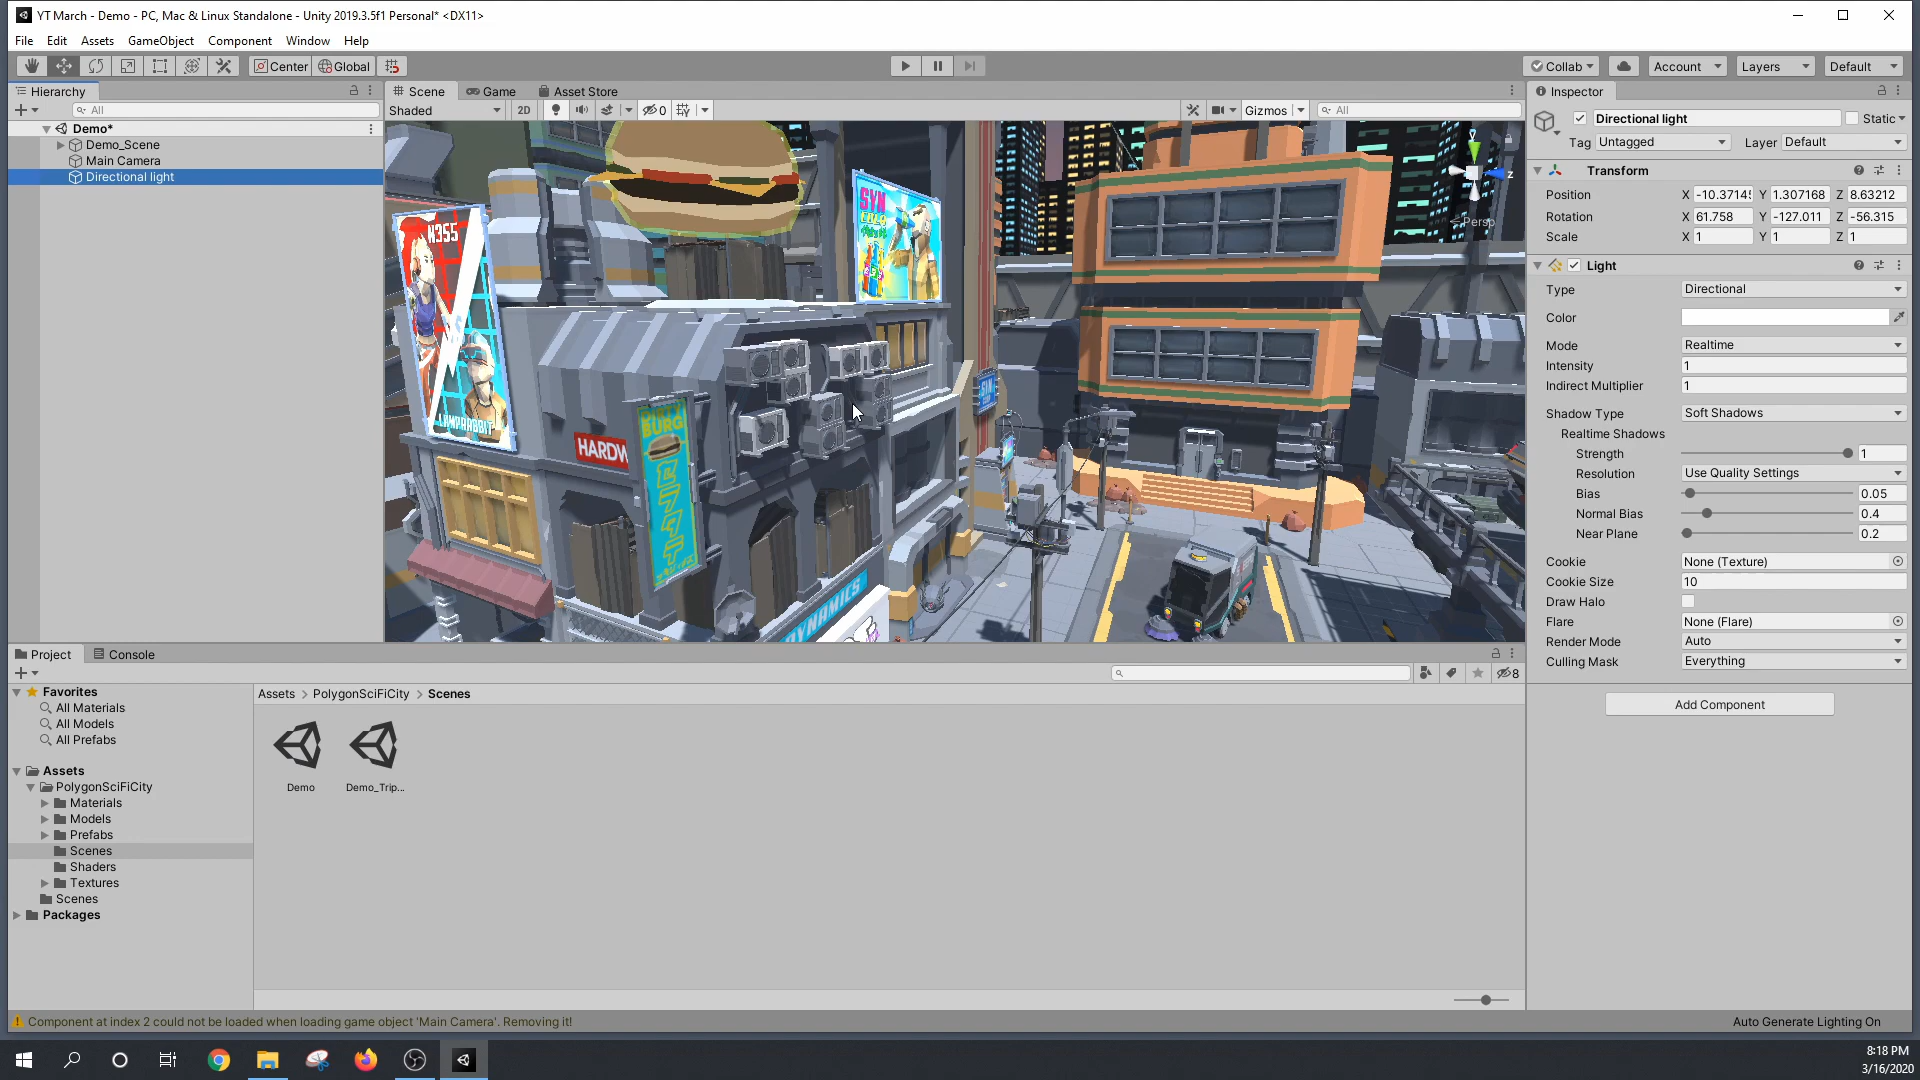 YT March - Demo - PC, Mac & Linux Standalone - Unity 2019.3.5f1 Personal* <DX11>
File Edit Assets GameObject Component Window Help
Center Global Collab Account Layers Default
Hierarchy
All
Demo*
Demo_Scene
Main Camera
Directional light
Scene Game Asset Store
Shaded 2D 0 Gizmos All
N355
LAMPRABBIT
SYN
COLA
HARDW
DIRTY
BURG
DYNAMICS
SYN
z
Persp
Inspector
Directional light Static
Tag Untagged Layer Default
Transform
Position X -10.3714 Y 1.307168 Z 8.63212
Rotation X 61.758 Y -127.011 Z -56.315
Scale X 1 Y 1 Z 1
Light
Type Directional
Color
Mode Realtime
Intensity 1
Indirect Multiplier 1
Shadow Type Soft Shadows
Realtime Shadows
Strength 1
Resolution Use Quality Settings
Bias 0.05
Normal Bias 0.4
Near Plane 0.2
Cookie None (Texture)
Cookie Size 10
Draw Halo
Flare None (Flare)
Render Mode Auto
Culling Mask Everything
Add Component
Project Console
8
Favorites
All Materials
All Models
All Prefabs
Assets
PolygonSciFiCity
Materials
Models
Prefabs
Scenes
Shaders
Textures
Scenes
Packages
Assets > PolygonSciFiCity > Scenes
Demo Demo_Trip...
Component at index 2 could not be loaded when loading game object 'Main Camera'. Removing it!
Auto Generate Lighting On
8:18 PM
3/16/2020